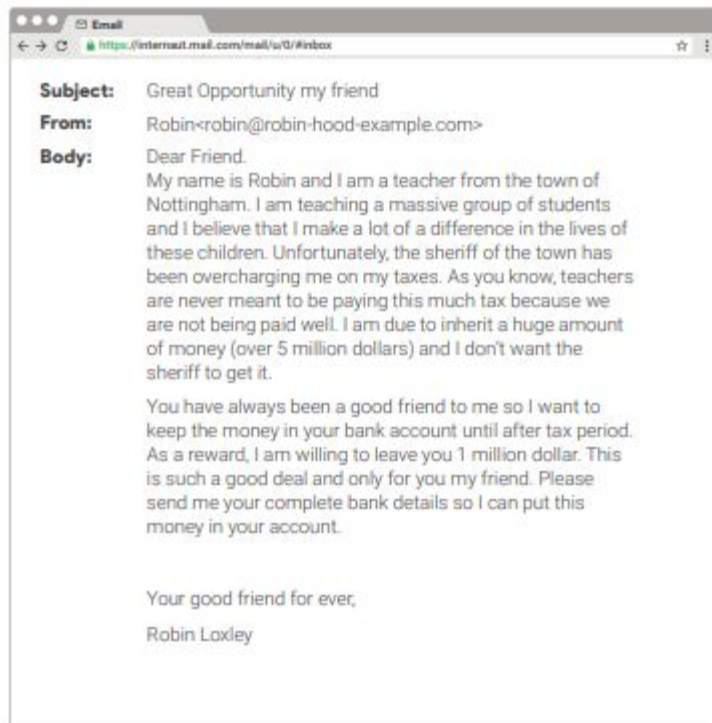 Email
https://internaut.mail.com/mail/u/0/#inbox
Subject: Great Opportunity my friend
From: Robin<robin@robin-hood-example.com>
Body: Dear Friend.
My name is Robin and I am a teacher from the town of
Nottingham. I am teaching a massive group of students
and I believe that I make a lot of a difference in the lives of
these children. Unfortunately, the sheriff of the town has
been overcharging me on my taxes. As you know, teachers
are never meant to be paying this much tax because we
are not being paid well. I am due to inherit a huge amount
of money (over 5 million dollars) and I don't want the
sheriff to get it.
You have always been a good friend to me so I want to
keep the money in your bank account until after tax period.
As a reward, I am willing to leave you 1 million dollar. This
is such a good deal and only for you my friend. Please
send me your complete bank details so I can put this
money in your account.
Your good friend for ever,
Robin Loxley